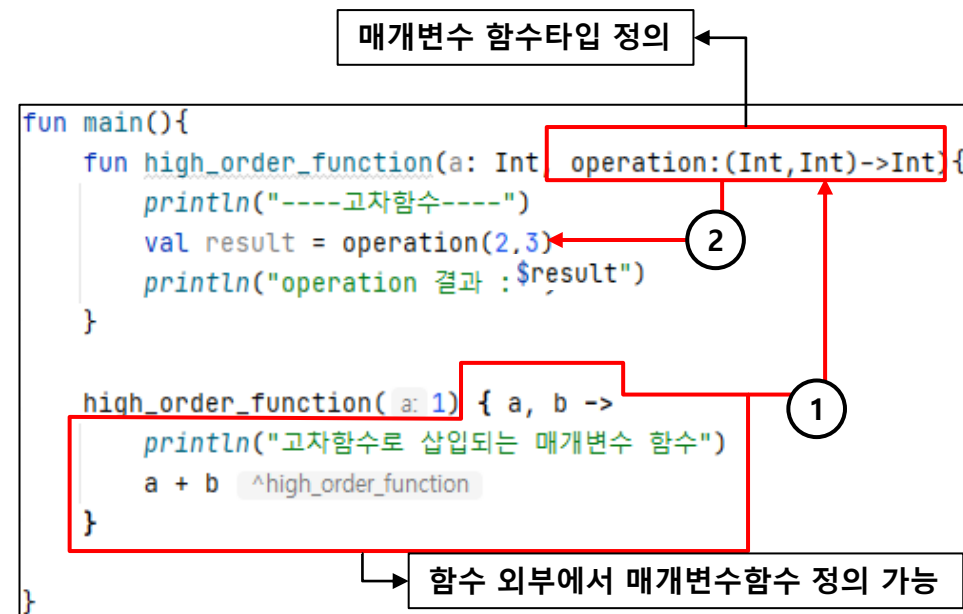 매개변수 함수타입 정의
fun main(){
fun high_order_function(a: Int, operation:(Int,Int)->Int){
println("----고차함수----")
val result = operation(2,3)
println("operation 결과 :$result")
}
2
high_order_function( a: 1) { a, b ->
1
println("고차함수로 삽입되는 매개변수 함수")
a + b ^high_order_function
}
함수 외부에서 매개변수함수 정의 가능
}